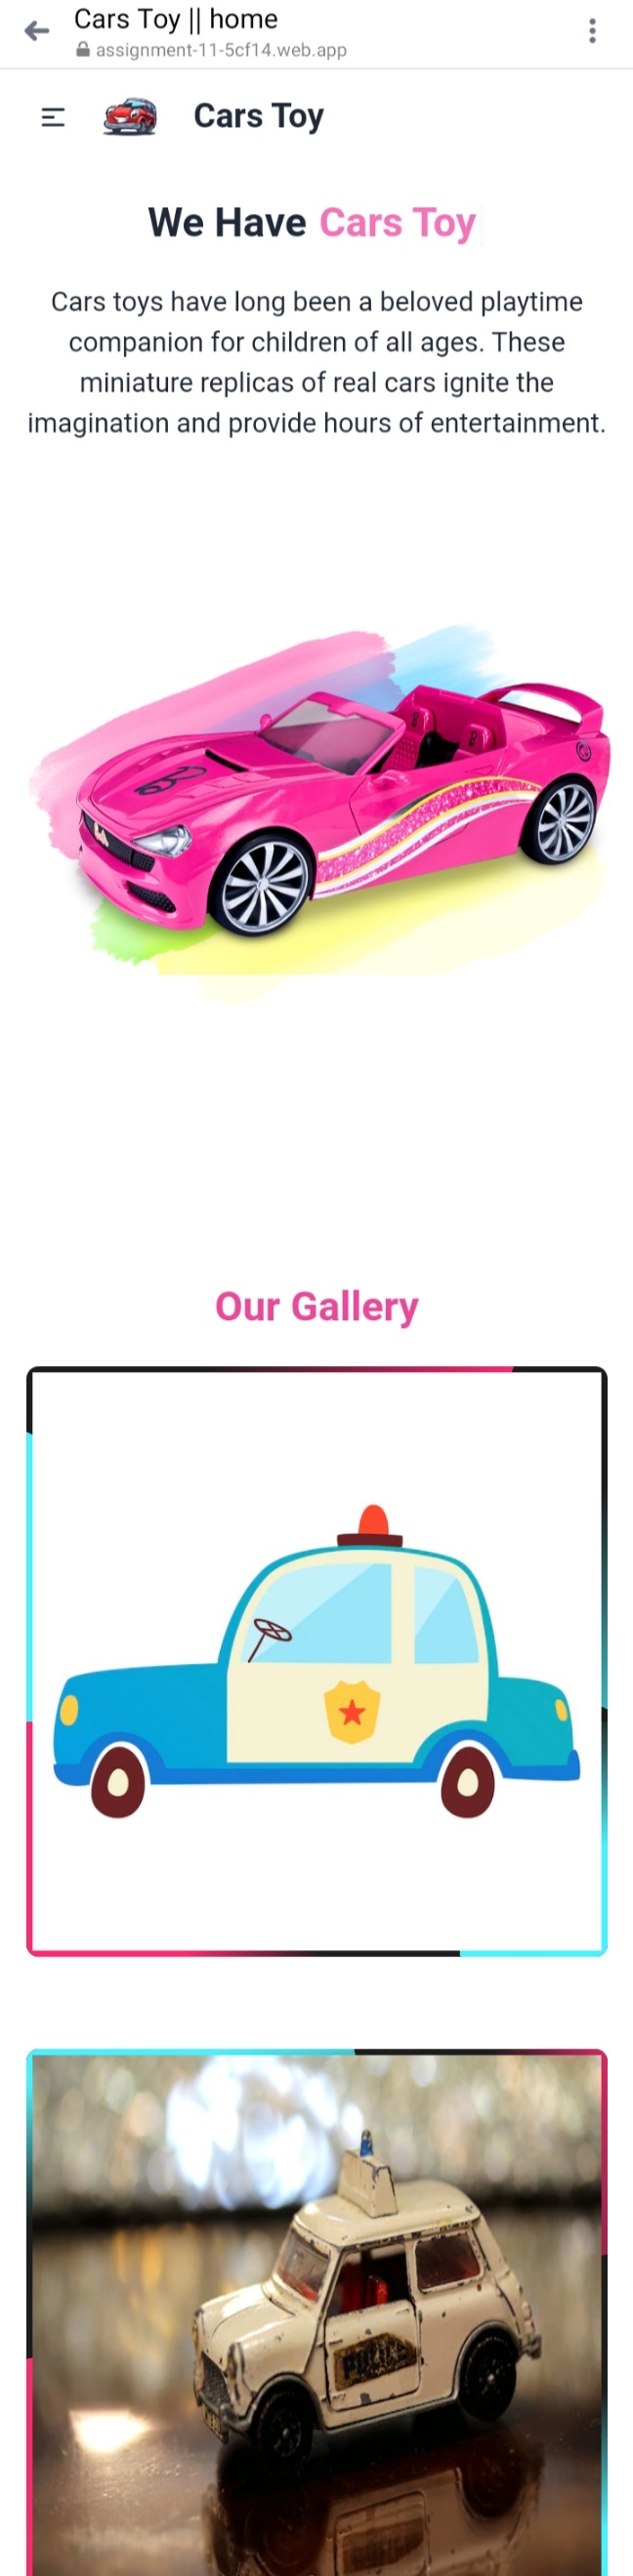 Cars Toy || home
assignment-11-5cf14.web.app
Cars Toy
We Have Cars Toy
Cars toys have long been a beloved playtime
companion for children of all ages. These
miniature replicas of real cars ignite the
imagination and provide hours of entertainment.
Our Gallery